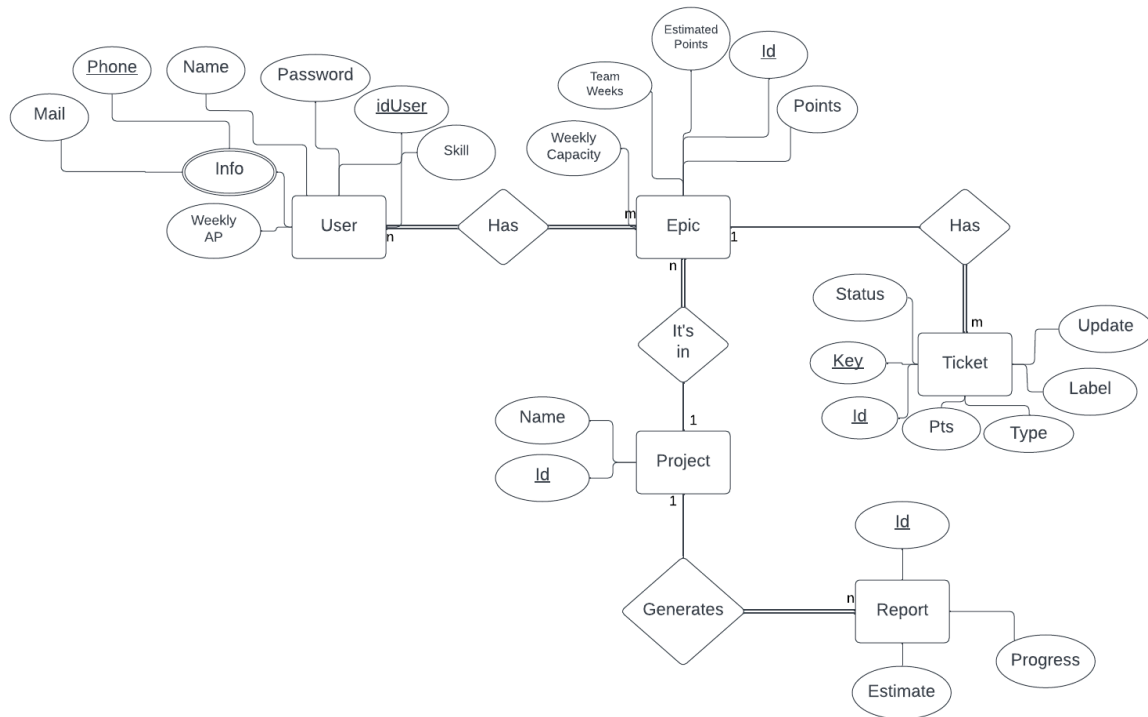 Estimated
Points
Id
Phone
Name
Password
Team
Weeks
idUser
Points
Mail
Weekly
Capacity
Skill
Info
Weekly
AP
User
n
Has
m
Epic
1
Has
n
m
Status
Update
It's
in
Key
Ticket
Label
Id
Pts
Type
1
Name
Project
Id
1
Id
Generates
n
Report
Progress
Estimate